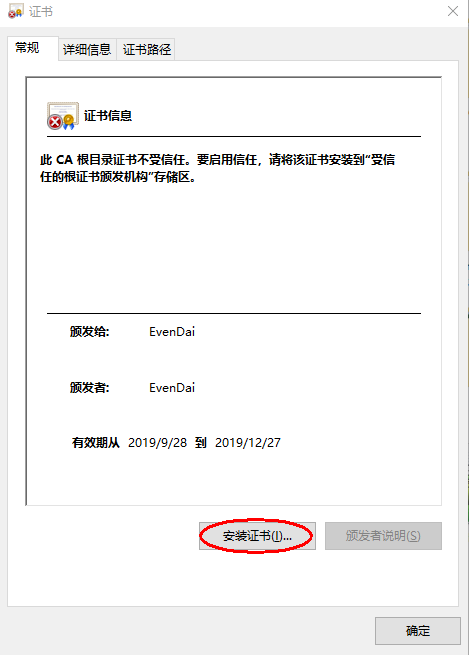 证书
常规 详细信息 证书路径
证书信息
此 CA 根目录证书不受信任。要启用信任，请将该证书安装到“受信
任的根证书颁发机构”存储区。
颁发给: EvenDai
颁发者: EvenDai
有效期从 2019/9/28 到 2019/12/27
安装证书(I)... 颁发者说明(S)
确定